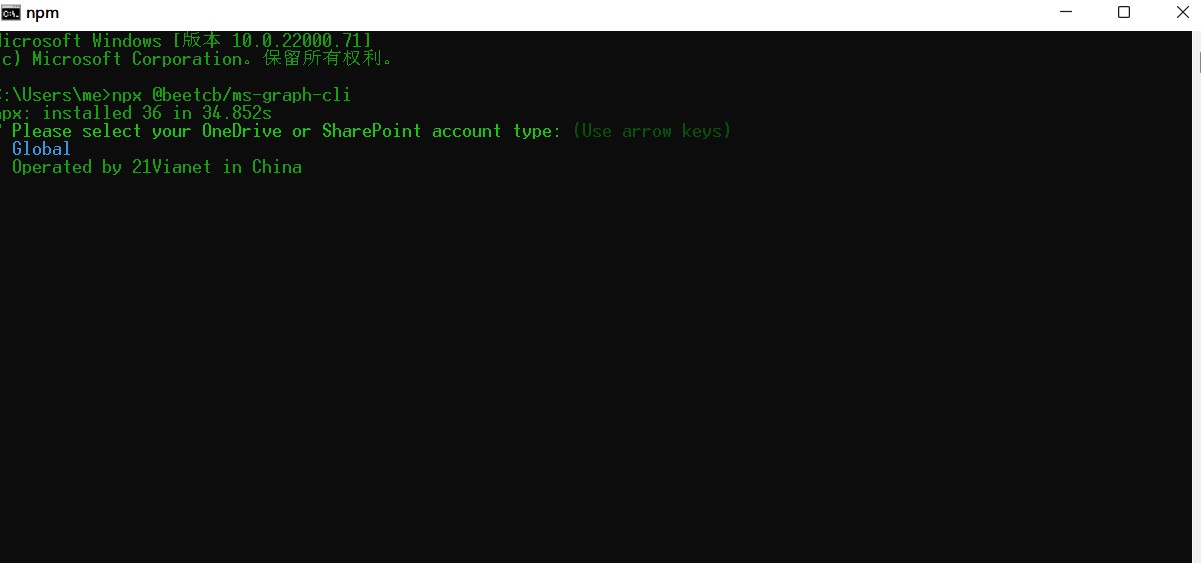 npm
icrosoft Windows [版本 10.0.22000.71]
c) Microsoft Corporation。保留所有权利。
:\Users\me>npx @beetcb/ms-graph-cli
npx: installed 36 in 34.852s
? Please select your OneDrive or SharePoint account type: (Use arrow keys)
Global
Operated by 21Vianet in China